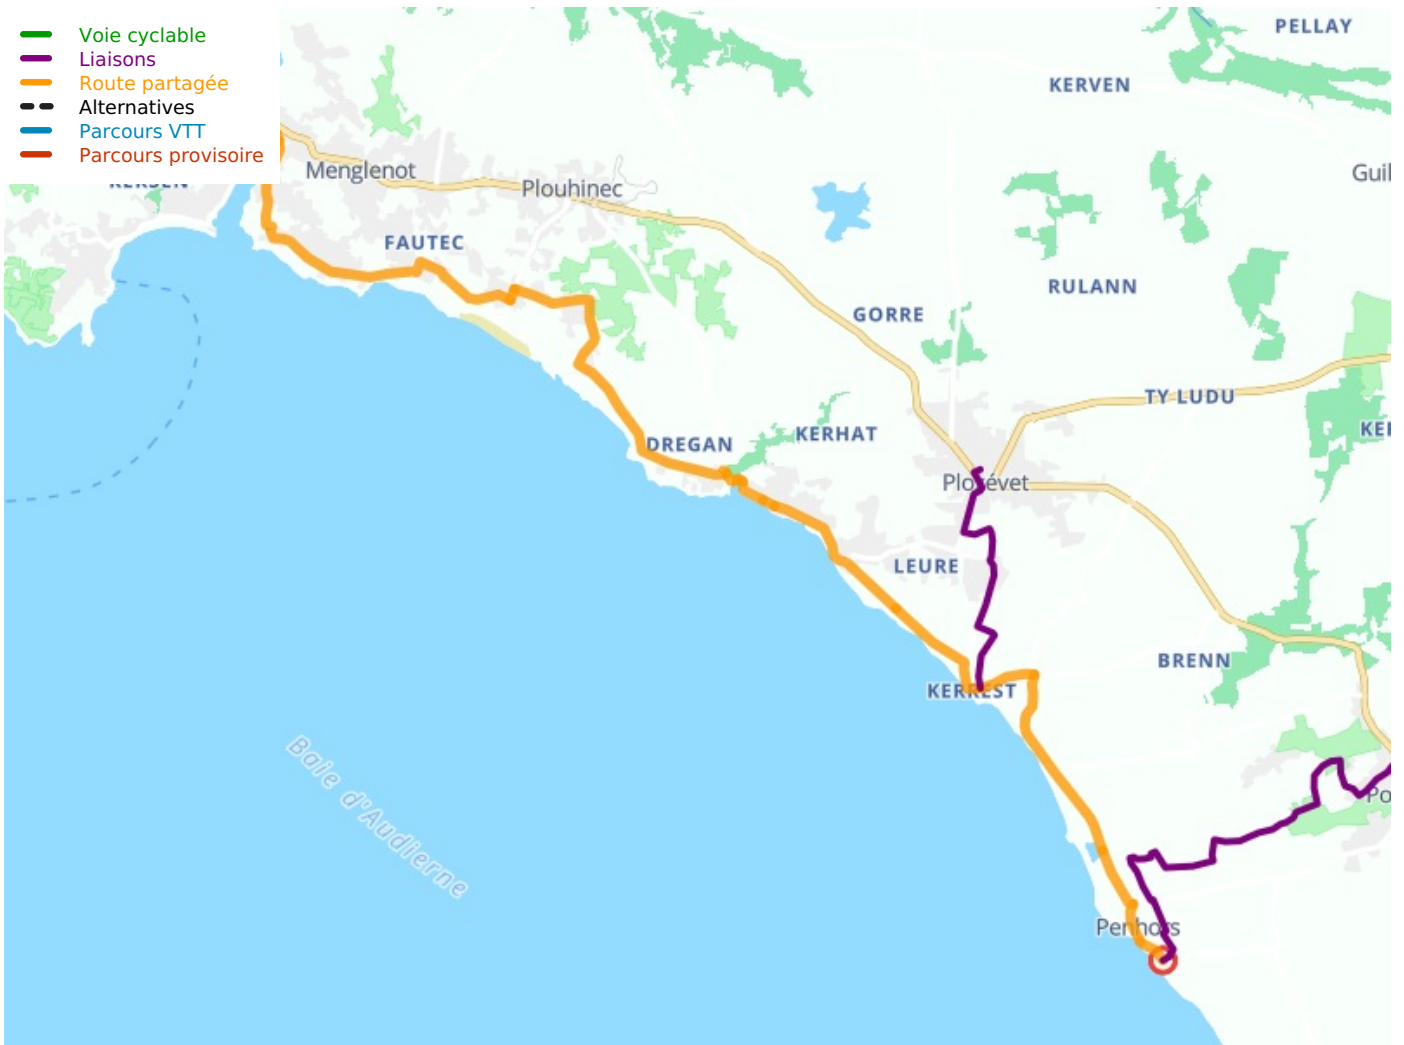 Voie cyclable
Liaisons
Route partagée
Alternatives
Parcours VTT
Parcours provisoire
PELLAY
KERVEN
Menglenot
Plouhinec
Guil
FAUTEC
RULANN
GORRE
TY LUDU
KERHAT
DREGAN
Plozévet
LEURE
BRENN
KERREST
Baie d'Audierne
Po
Penhors